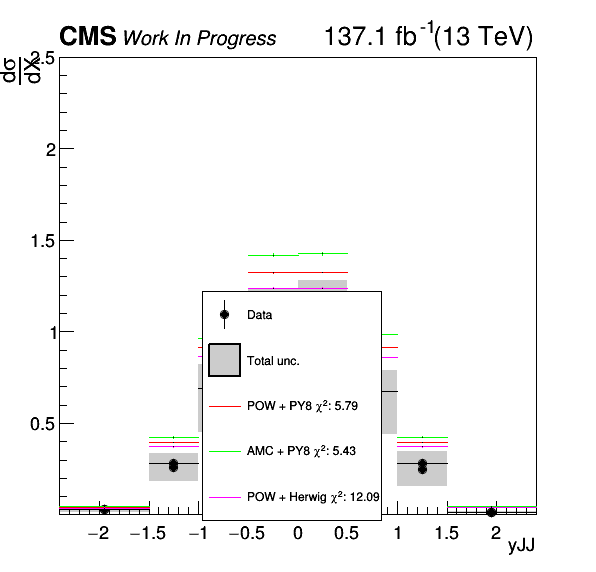 CMS Work In Progress 137.1 fb⁻¹(13 TeV)
dσ
dX
2.5
2
1.5
1
0.5
Data
Total unc.
POW + PY8 χ²: 5.79
AMC + PY8 χ²: 5.43
POW + Herwig χ²: 12.09
−2 −1.5 −1 −0.5 0 0.5 1 1.5 2
yJJ